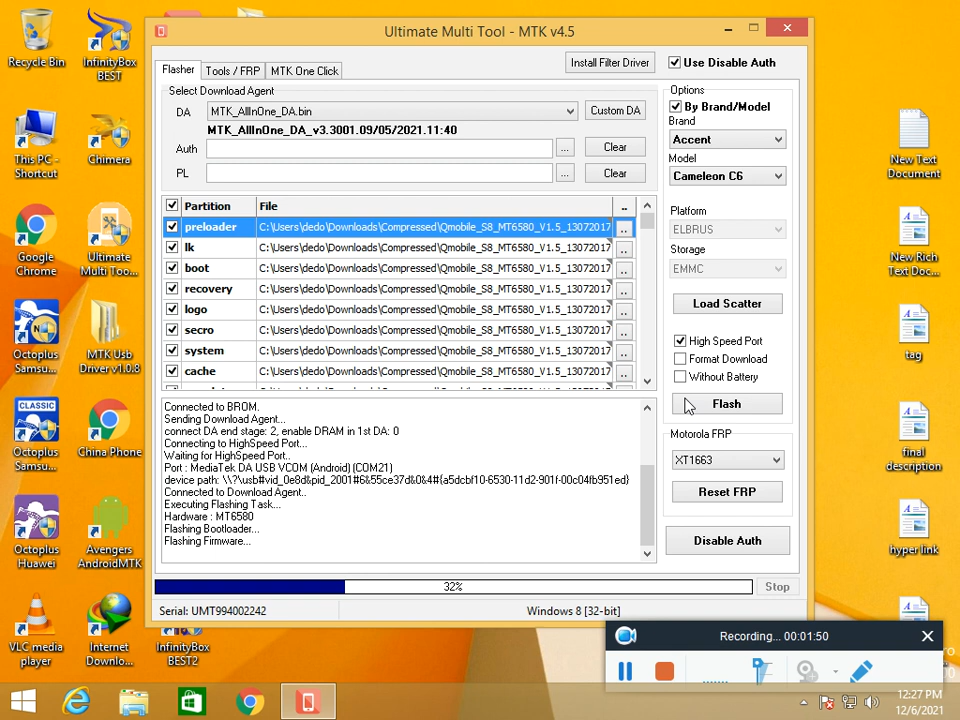 Ultimate Multi Tool - MTK v4.5
Flasher
Tools / FRP
MTK One Click
Install Filter Driver
Use Disable Auth
Select Download Agent
DA
MTK_AllInOne_DA.bin
Custom DA
MTK_AllInOne_DA_v3.3001.09/05/2021.11:40
Auth
...
Clear
PL
...
Clear
Partition
File
..
preloader
C:\Users\dedo\Downloads\Compressed\Qmobile_S8_MT6580_V1.5_13072017
..
lk
C:\Users\dedo\Downloads\Compressed\Qmobile_S8_MT6580_V1.5_13072017
..
boot
C:\Users\dedo\Downloads\Compressed\Qmobile_S8_MT6580_V1.5_13072017
..
recovery
C:\Users\dedo\Downloads\Compressed\Qmobile_S8_MT6580_V1.5_13072017
..
logo
C:\Users\dedo\Downloads\Compressed\Qmobile_S8_MT6580_V1.5_13072017
..
secro
C:\Users\dedo\Downloads\Compressed\Qmobile_S8_MT6580_V1.5_13072017
..
system
C:\Users\dedo\Downloads\Compressed\Qmobile_S8_MT6580_V1.5_13072017
..
cache
C:\Users\dedo\Downloads\Compressed\Qmobile_S8_MT6580_V1.5_13072017
..
Connected to BROM.
Sending Download Agent...
connect DA end stage: 2, enable DRAM in 1st DA: 0
Connecting to HighSpeed Port...
Waiting for HighSpeed Port..
Port : MediaTek DA USB VCOM (Android) (COM21)
device path: \\?\usb#vid_0e8d&pid_2001#6&55ce37d&0&4#{a5dcbf10-6530-11d2-901f-00c04fb951ed}
Connected to Download Agent..
Executing Flashing Task...
Hardware : MT6580
Flashing Bootloader...
Flashing Firmware...
Options
By Brand/Model
Brand
Accent
Model
Cameleon C6
Platform
ELBRUS
Storage
EMMC
Load Scatter
High Speed Port
Format Download
Without Battery
Flash
Motorola FRP
XT1663
Reset FRP
Disable Auth
32%
Stop
Serial: UMT994002242
Windows 8 [32-bit]
Recording... 00:01:50
Recycle Bin
InfinityBox
BEST
This PC -
Shortcut
Chimera
Google
Chrome
Ultimate
Multi Too...
Octoplus
Samsu...
MTK Usb
Driver v1.0.8
CLASSIC
Octoplus
Samsu...
China Phone
Octoplus
Huawei
Avengers
AndroidMTK
VLC media
player
Internet
Downlo...
InfinityBox
BEST2
New Text
Document
New Rich
Text Doc...
tag
final
description
hyper link
12:27 PM
12/6/2021